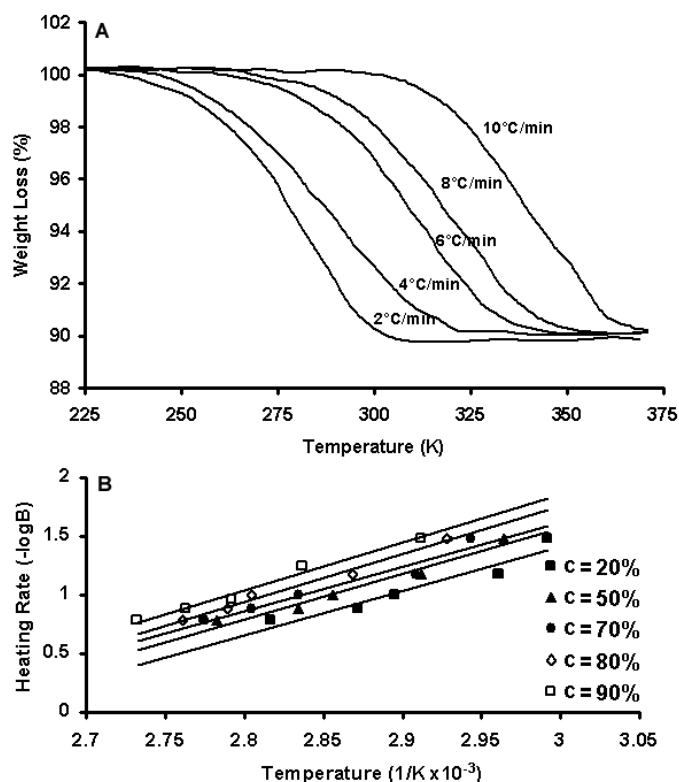 A
102
100
98
96
94
92
90
88
Weight Loss (%)
10°C/min
8°C/min
6°C/min
4°C/min
2°C/min
225 250 275 300 325 350 375
Temperature (K)
B
2
1.5
1
0.5
0
Heating Rate (-logB)
C = 20%
C = 50%
C = 70%
C = 80%
C = 90%
2.7 2.75 2.8 2.85 2.9 2.95 3 3.05
Temperature (1/K x10⁻³)